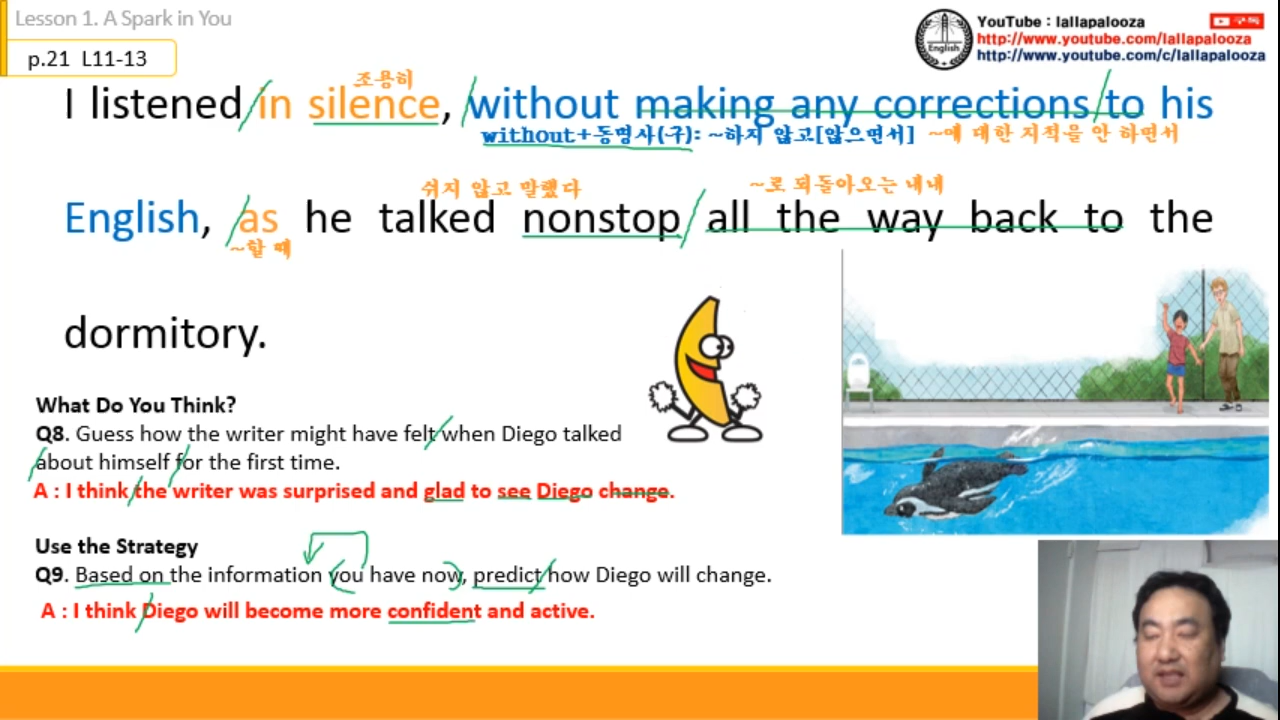 Lesson 1. A Spark in You
p.21 L11-13
English
YouTube : lallapalooza
구독
http://www.youtube.com/lallapalooza
http://www.youtube.com/c/lallapalooza
조용히
I listened in silence, without making any corrections to his
without+동명사(구): ~하지 않고[않으면서] ~에 대한 지적을 안 하면서
쉬지 않고 말했다 ~로 되돌아오는 내내
English, as he talked nonstop all the way back to the
~할 때
dormitory.
What Do You Think?
Q8. Guess how the writer might have felt when Diego talked
about himself for the first time.
A : I think the writer was surprised and glad to see Diego change.
Use the Strategy
Q9. Based on the information you have now, predict how Diego will change.
A : I think Diego will become more confident and active.